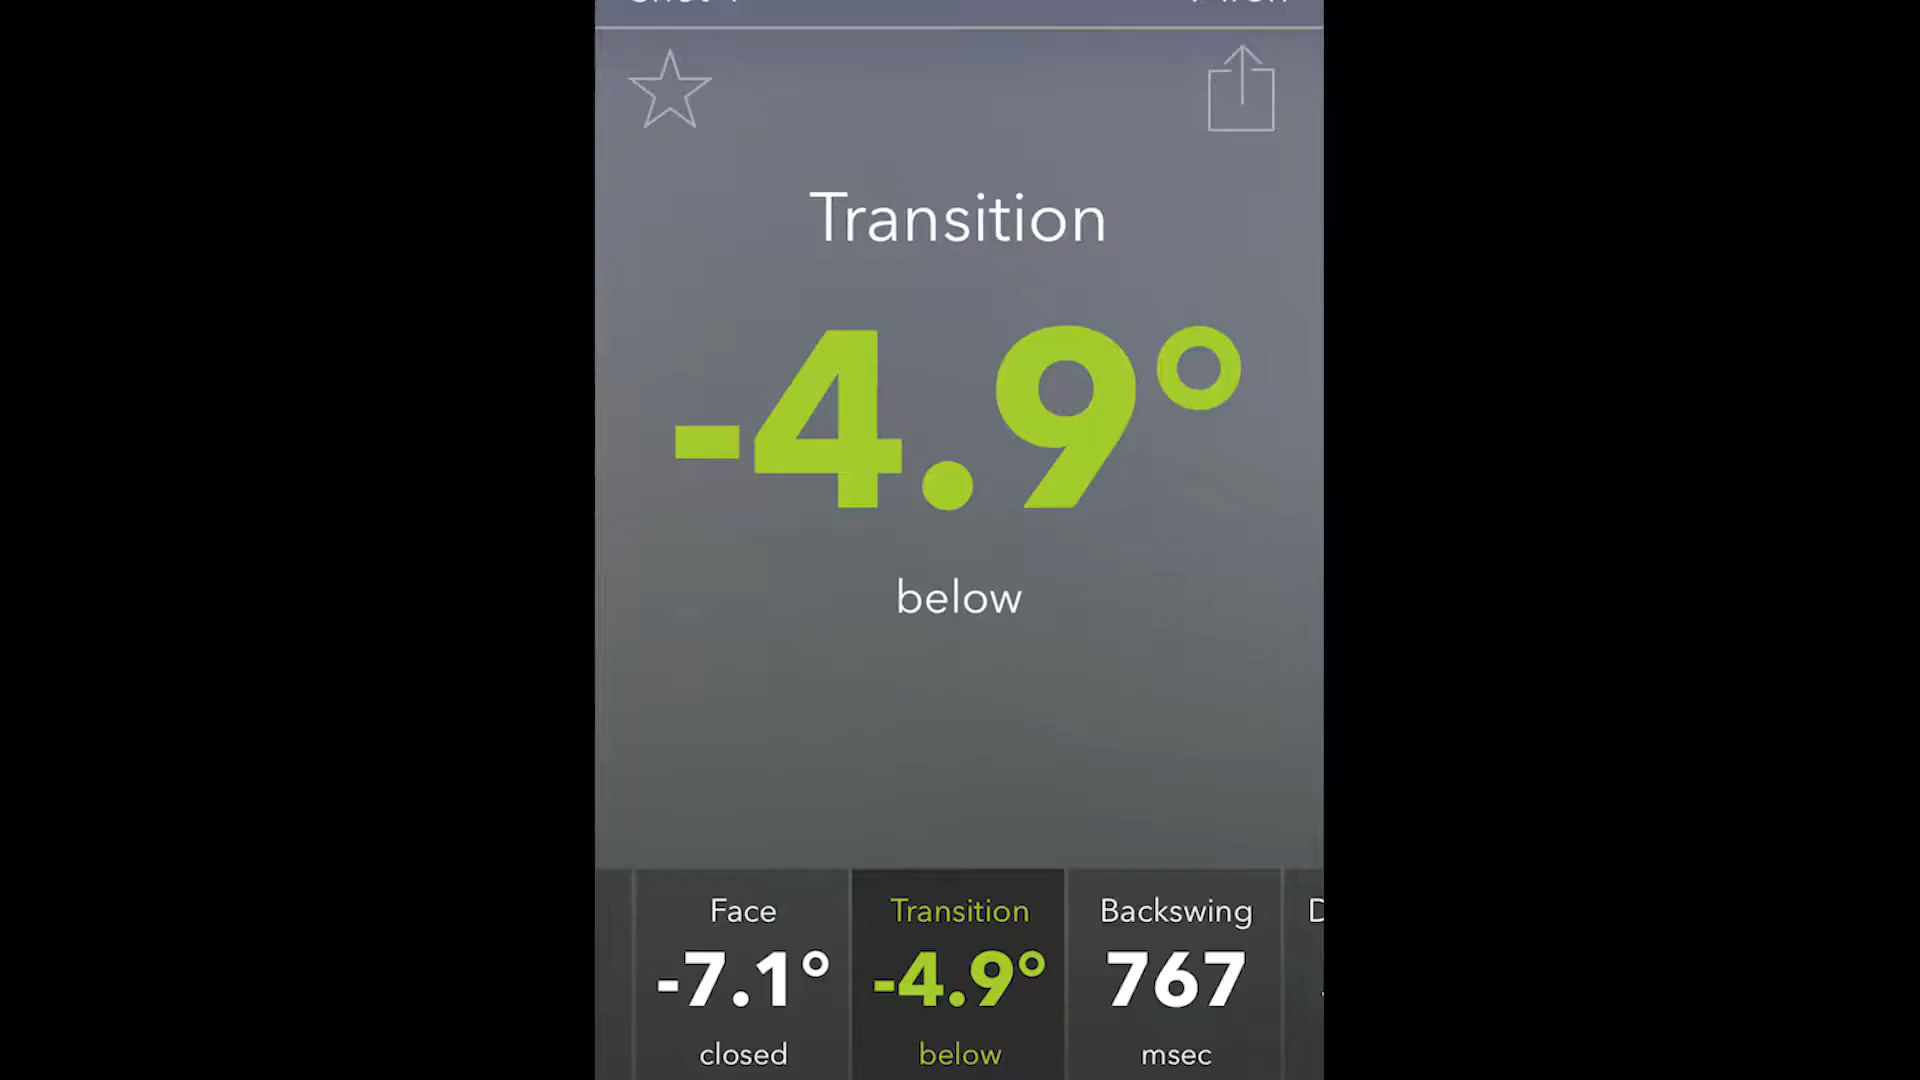 Transition
-4.9°
below
Face Transition Backswing
-7.1° -4.9° 767
closed below msec